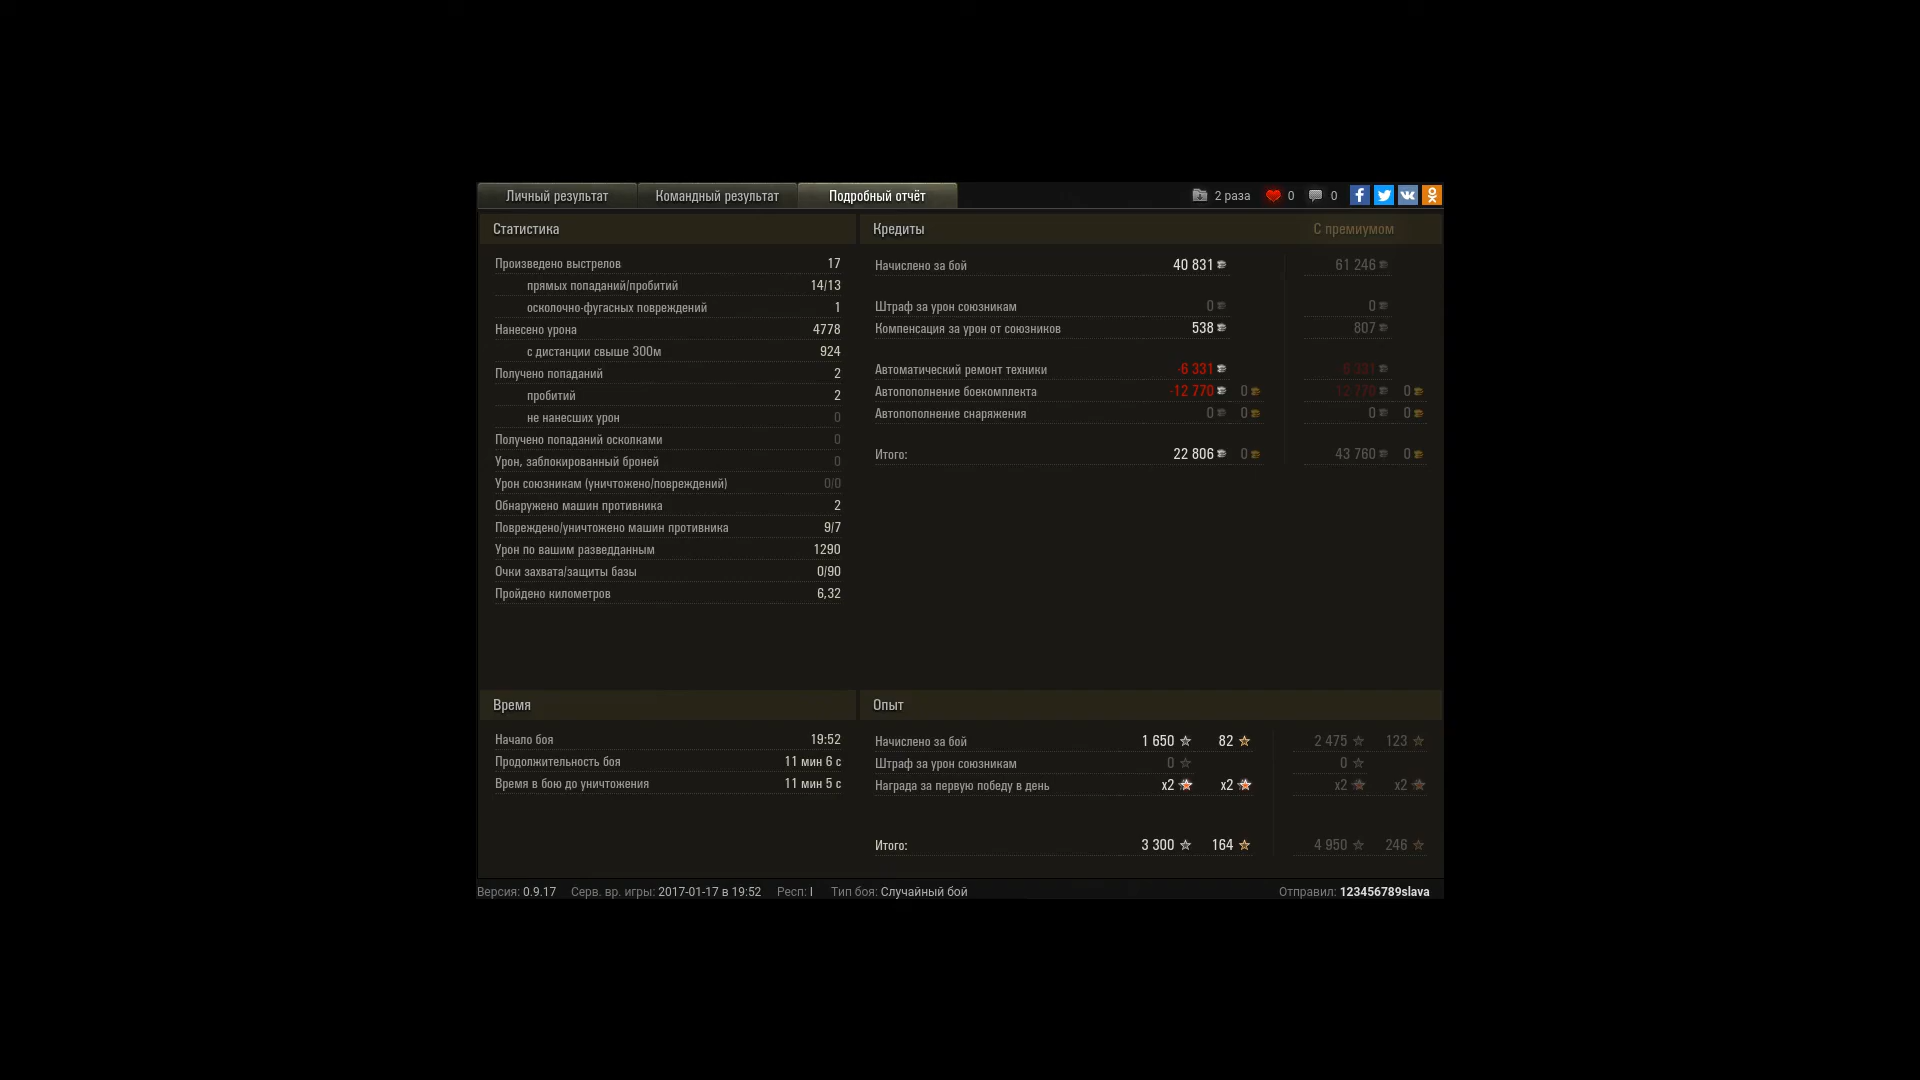 Личный результат Командный результат Подробный отчёт 2 раза 0 0
Статистика
Произведено выстрелов 17
прямых попаданий/пробитий 14/13
осколочно-фугасных повреждений 1
Нанесено урона 4778
с дистанции свыше 300м 924
Получено попаданий 2
пробитий 2
не нанесших урон 0
Получено попаданий осколками 0
Урон, заблокированный броней 0
Урон союзникам (уничтожено/повреждений) 0/0
Обнаружено машин противника 2
Повреждено/уничтожено машин противника 9/7
Урон по вашим разведданным 1290
Очки захвата/защиты базы 0/90
Пройдено километров 6,32
Кредиты С премиумом
Начислено за бой 40 831 61 246
Штраф за урон союзникам 0 0
Компенсация за урон от союзников 538 807
Автоматический ремонт техники -6 331 -6 331
Автопополнение боекомплекта -12 770 0 -12 770 0
Автопополнение снаряжения 0 0 0 0
Итого: 22 806 0 43 760 0
Время
Начало боя 19:52
Продолжительность боя 11 мин 6 с
Время в бою до уничтожения 11 мин 5 с
Опыт
Начислено за бой 1 650 82 2 475 123
Штраф за урон союзникам 0 0
Награда за первую победу в день x2 x2 x2 x2
Итого: 3 300 164 4 950 246
Версия: 0.9.17 Серв. вр. игры: 2017-01-17 в 19:52 Респ: I Тип боя: Случайный бой Отправил: 123456789slava